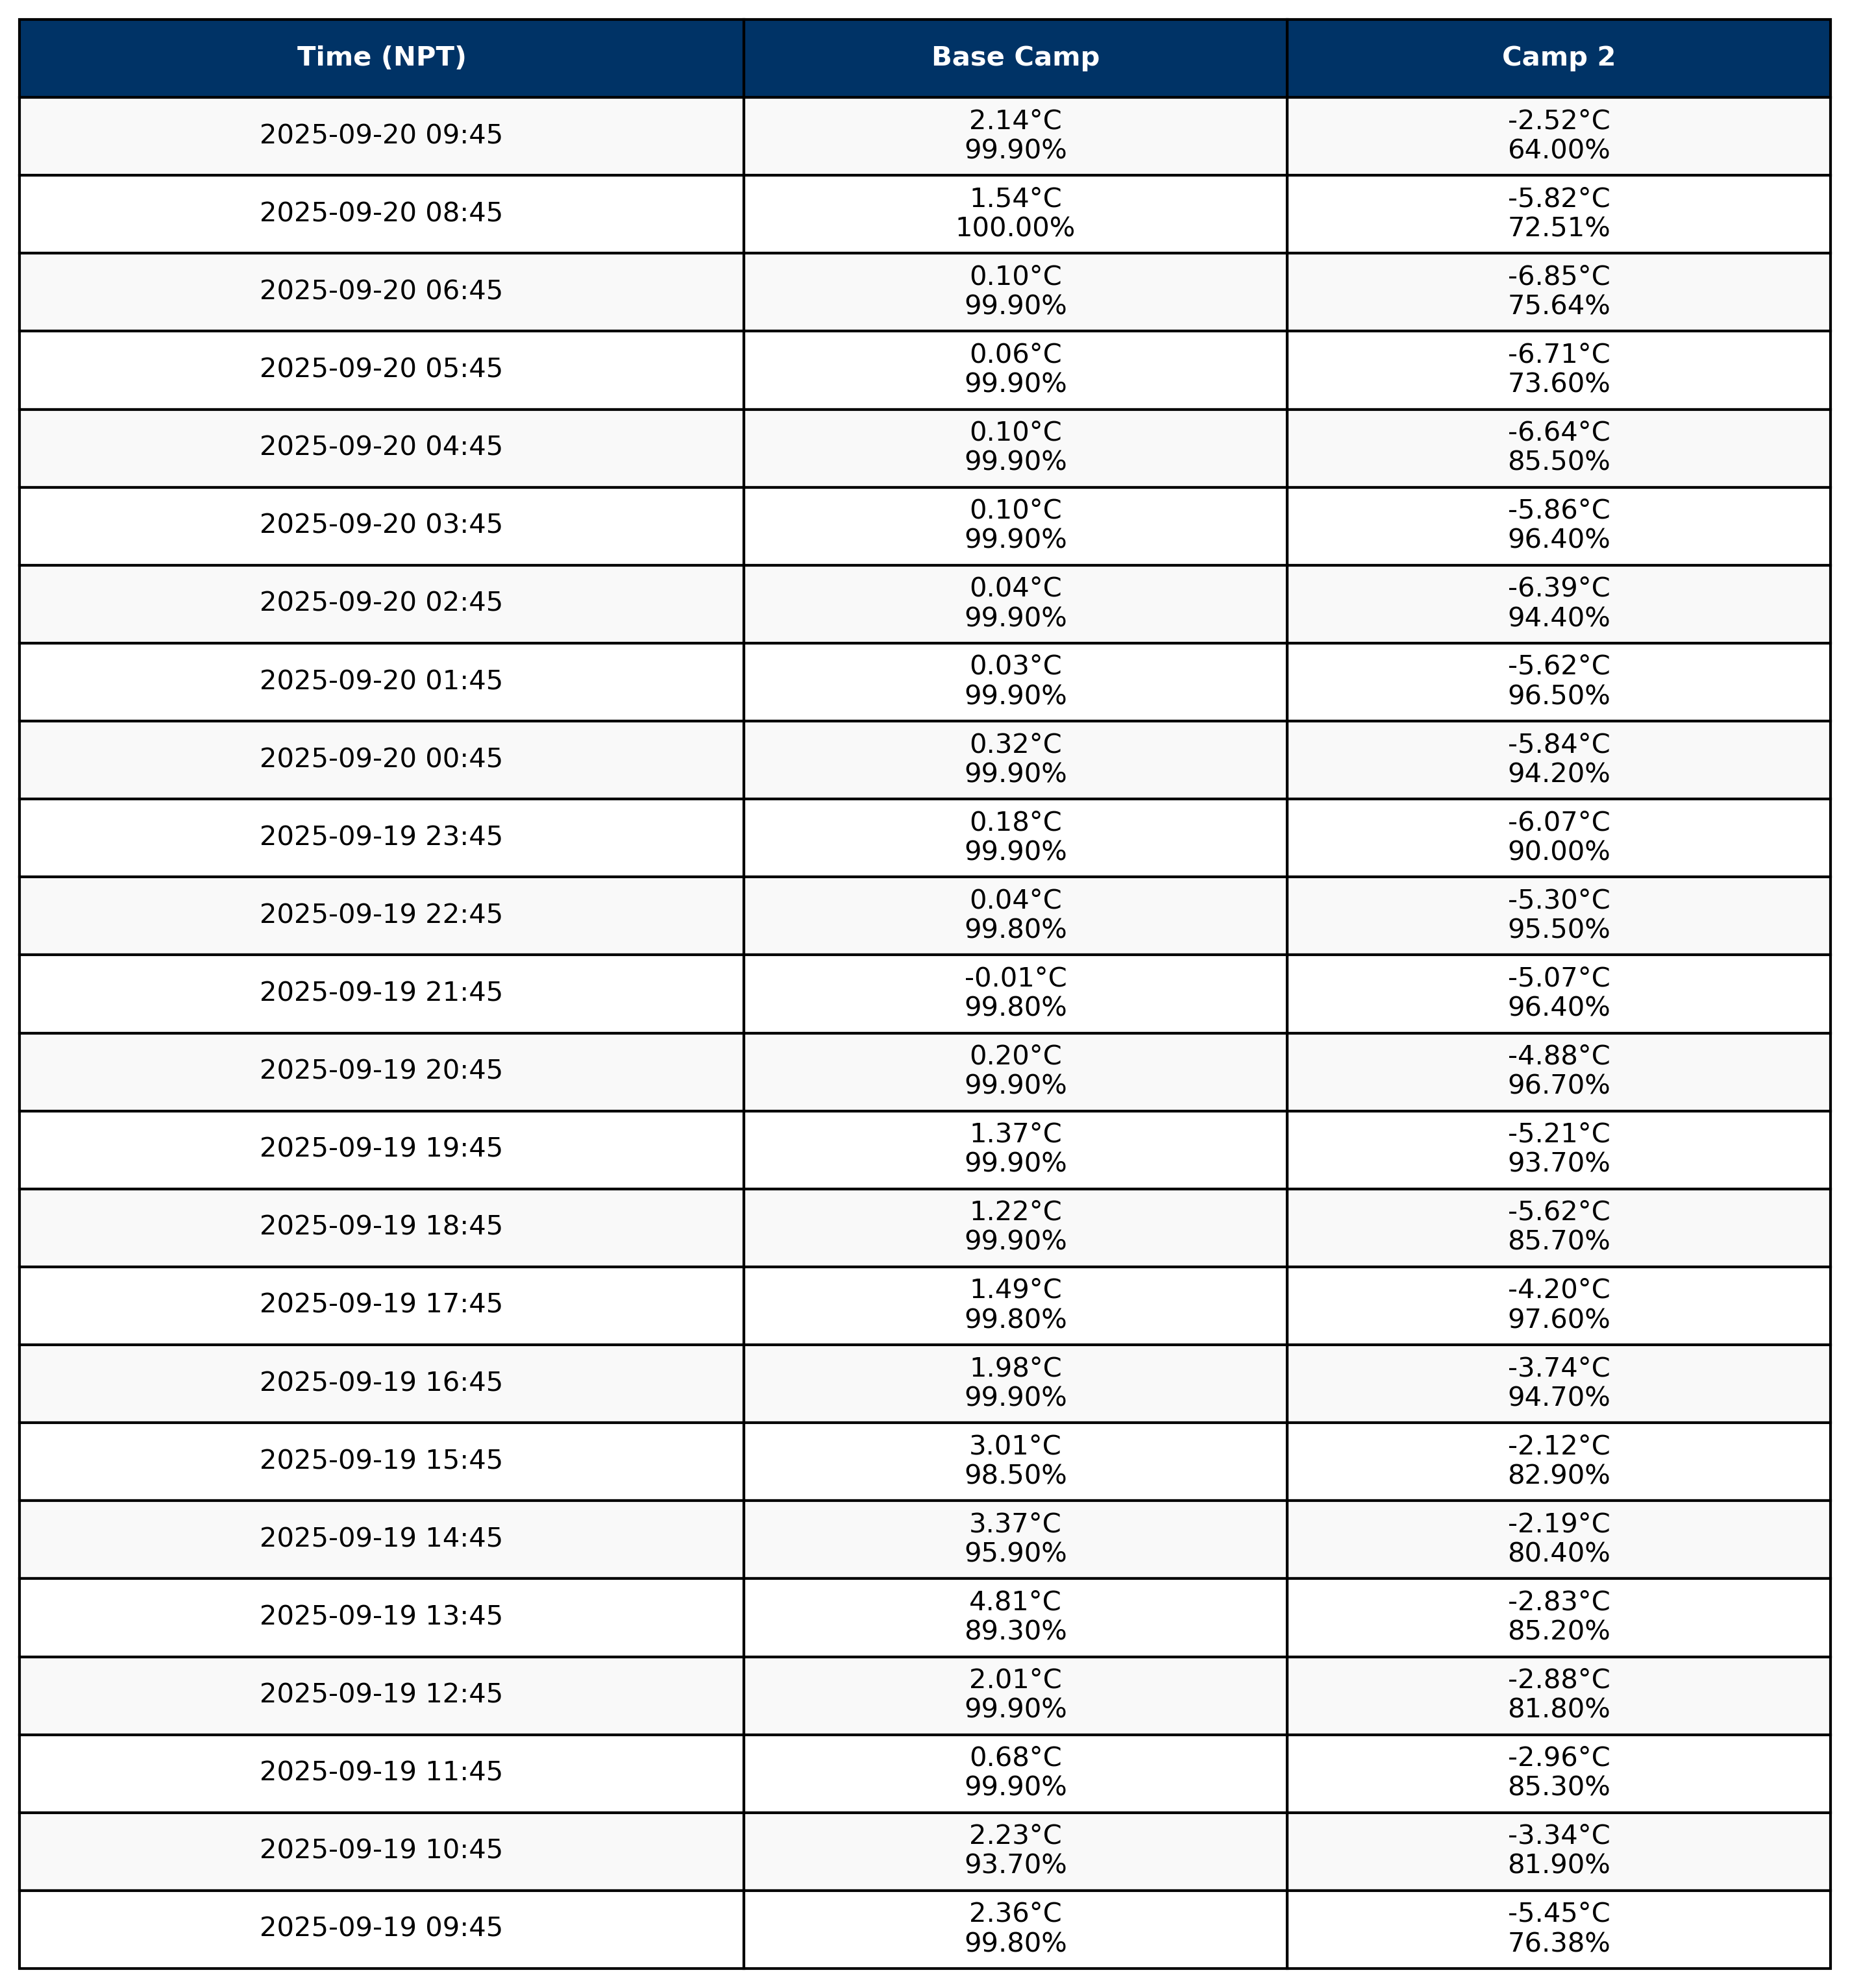 Time (NPT) Base Camp Camp 2
2025-09-20 09:45 2.14°C -2.52°C
99.90% 64.00%
2025-09-20 08:45 1.54°C -5.82°C
100.00% 72.51%
2025-09-20 06:45 0.10°C -6.85°C
99.90% 75.64%
2025-09-20 05:45 0.06°C -6.71°C
99.90% 73.60%
2025-09-20 04:45 0.10°C -6.64°C
99.90% 85.50%
2025-09-20 03:45 0.10°C -5.86°C
99.90% 96.40%
2025-09-20 02:45 0.04°C -6.39°C
99.90% 94.40%
2025-09-20 01:45 0.03°C -5.62°C
99.90% 96.50%
2025-09-20 00:45 0.32°C -5.84°C
99.90% 94.20%
2025-09-19 23:45 0.18°C -6.07°C
99.90% 90.00%
2025-09-19 22:45 0.04°C -5.30°C
99.80% 95.50%
2025-09-19 21:45 -0.01°C -5.07°C
99.80% 96.40%
2025-09-19 20:45 0.20°C -4.88°C
99.90% 96.70%
2025-09-19 19:45 1.37°C -5.21°C
99.90% 93.70%
2025-09-19 18:45 1.22°C -5.62°C
99.90% 85.70%
2025-09-19 17:45 1.49°C -4.20°C
99.80% 97.60%
2025-09-19 16:45 1.98°C -3.74°C
99.90% 94.70%
2025-09-19 15:45 3.01°C -2.12°C
98.50% 82.90%
2025-09-19 14:45 3.37°C -2.19°C
95.90% 80.40%
2025-09-19 13:45 4.81°C -2.83°C
89.30% 85.20%
2025-09-19 12:45 2.01°C -2.88°C
99.90% 81.80%
2025-09-19 11:45 0.68°C -2.96°C
99.90% 85.30%
2025-09-19 10:45 2.23°C -3.34°C
93.70% 81.90%
2025-09-19 09:45 2.36°C -5.45°C
99.80% 76.38%